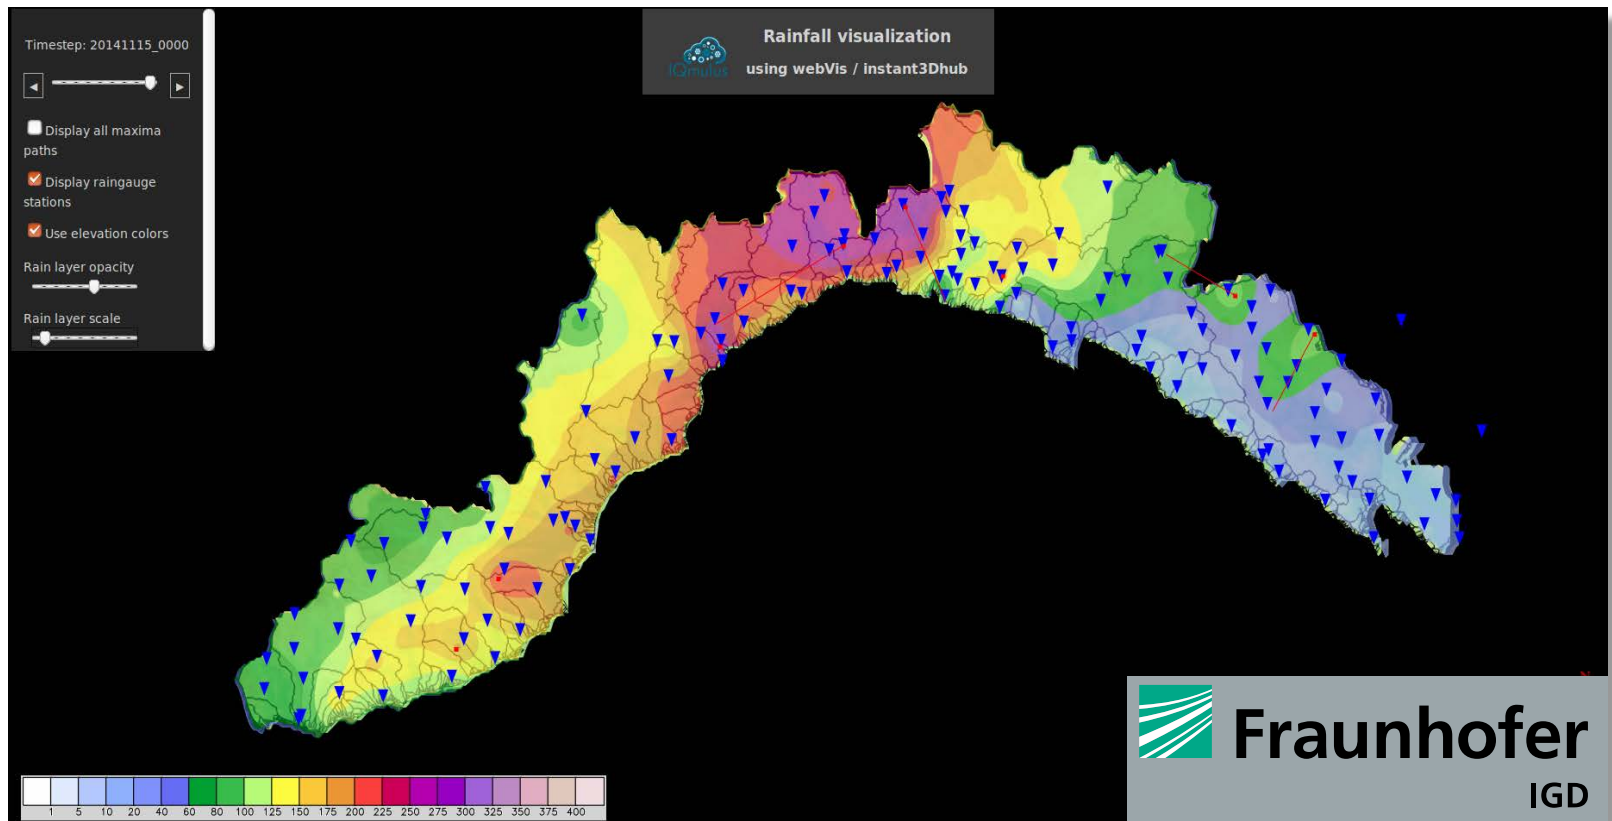 Timestep: 20141115_0000
Display all maxima
paths
Display raingauge
stations
Use elevation colors
Rain layer opacity
Rain layer scale
IQmulus
Rainfall visualization
using webVis / instant3Dhub
1 5 10 20 40 60 80 100 125 150 175 200 225 250 275 300 325 350 375 400
Fraunhofer
IGD